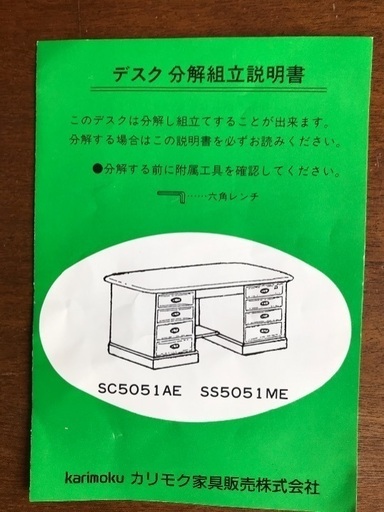 デスク 分解組立説明書
このデスクは分解し組立てすることが出来ます。
分解する場合はこの説明書を必ずお読みください。
●分解する前に附属工具を確認してください。
……六角レンチ
SC5051AE SS5051ME
karimoku カリモク家具販売株式会社